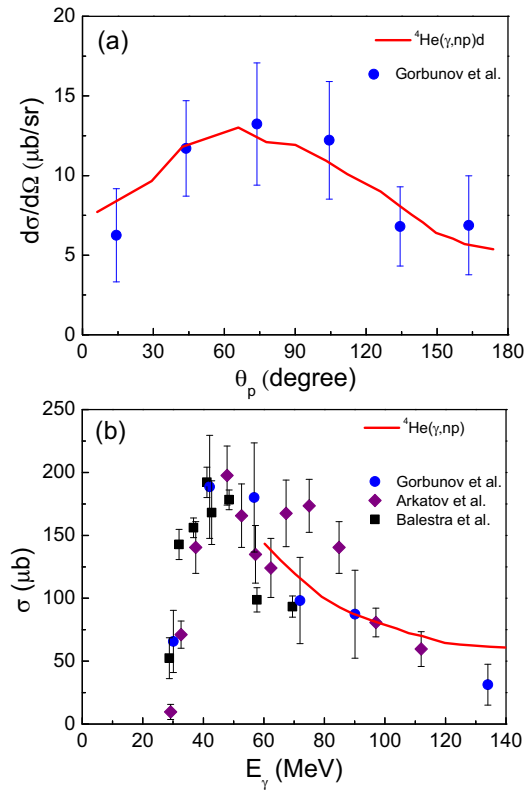 (a)
⁴He(γ,np)d
Gorbunov et al.
dσ/dΩ (μb/sr)
20
15
10
5
0
0 30 60 90 120 150 180
θp (degree)
(b)
⁴He(γ,np)
Gorbunov et al.
Arkatov et al.
Balestra et al.
σ (μb)
250
200
150
100
50
0
0 20 40 60 80 100 120 140
Eγ (MeV)